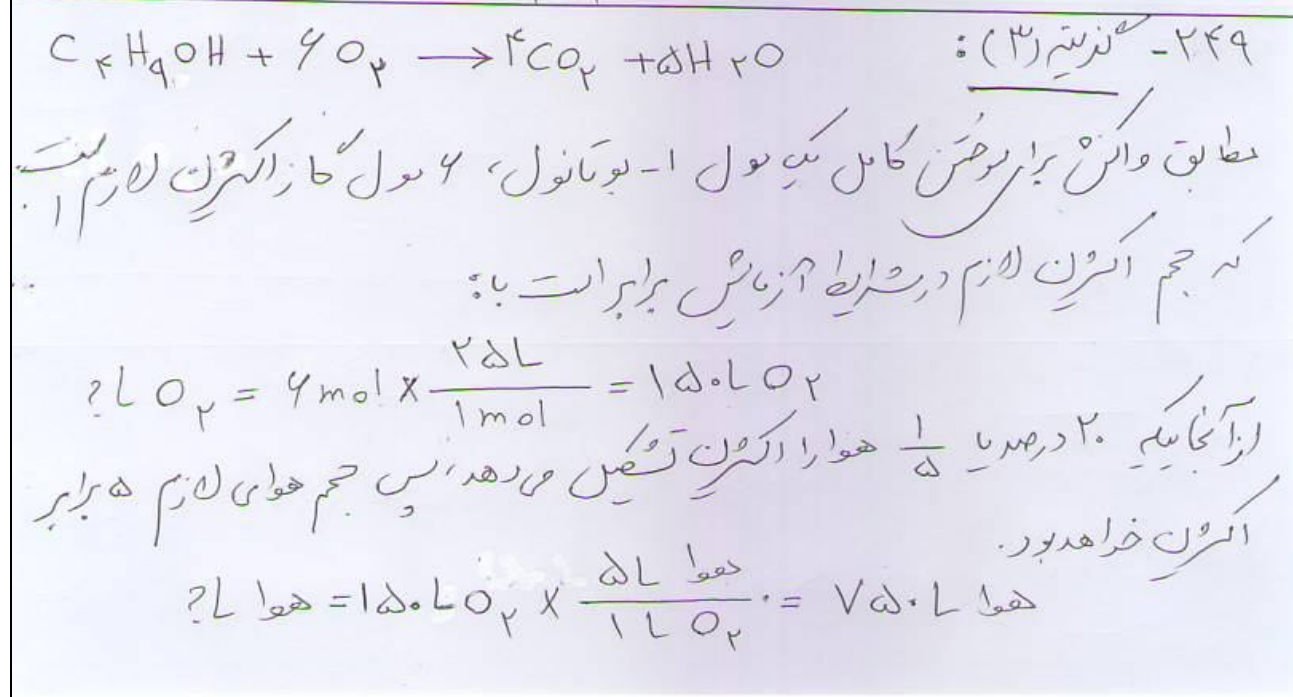 ۲۴۹- گزینه (۳):
C۴H۹OH + ۶O۲ → ۴CO۲ + ۵H۲O
مطابق واکنش برای سوختن کامل یک مول ۱- بوتانول، ۶ مول گاز اکسیژن لازم است.
که حجم اکسیژن لازم در شرایط آزمایش برابر است با:
?L O۲ = ۶mol × ۲۵L / ۱mol = ۱۵۰L O۲
از آنجاییکه ۲۰ درصد یا ۱/۵ هوا را اکسیژن تشکیل می‌دهد، پس حجم هوای لازم ۵ برابر
اکسیژن خواهد بود.
?L هوا = ۱۵۰L O۲ × ۵L هوا / ۱L O۲ = ۷۵۰L هوا